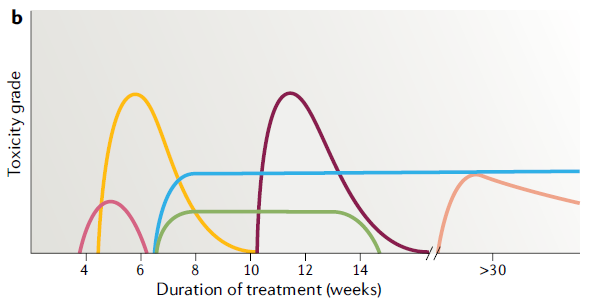 b
Toxicity grade
4 6 8 10 12 14 >30
Duration of treatment (weeks)